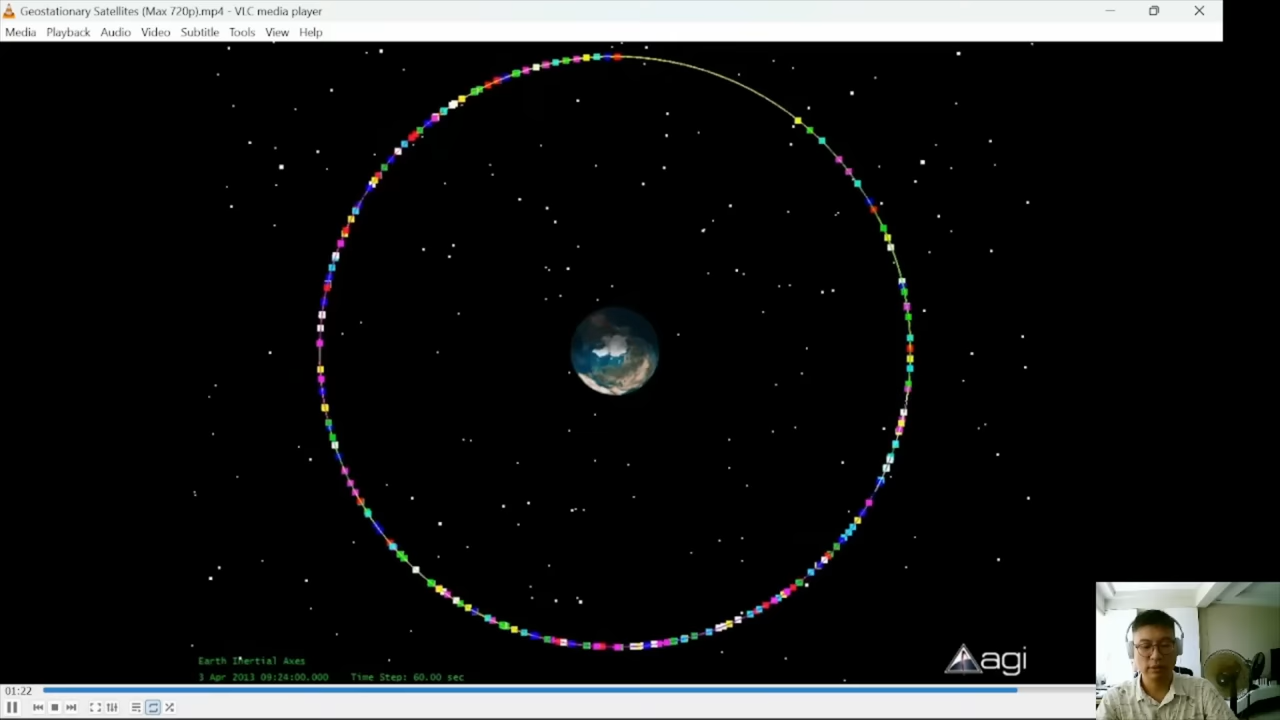 Geostationary Satellites (Max 720p).mp4 - VLC media player
Media Playback Audio Video Subtitle Tools View Help
Earth Inertial Axes
3 Apr 2013 09:24:00.000 Time Step: 60.00 sec
agi
01:22